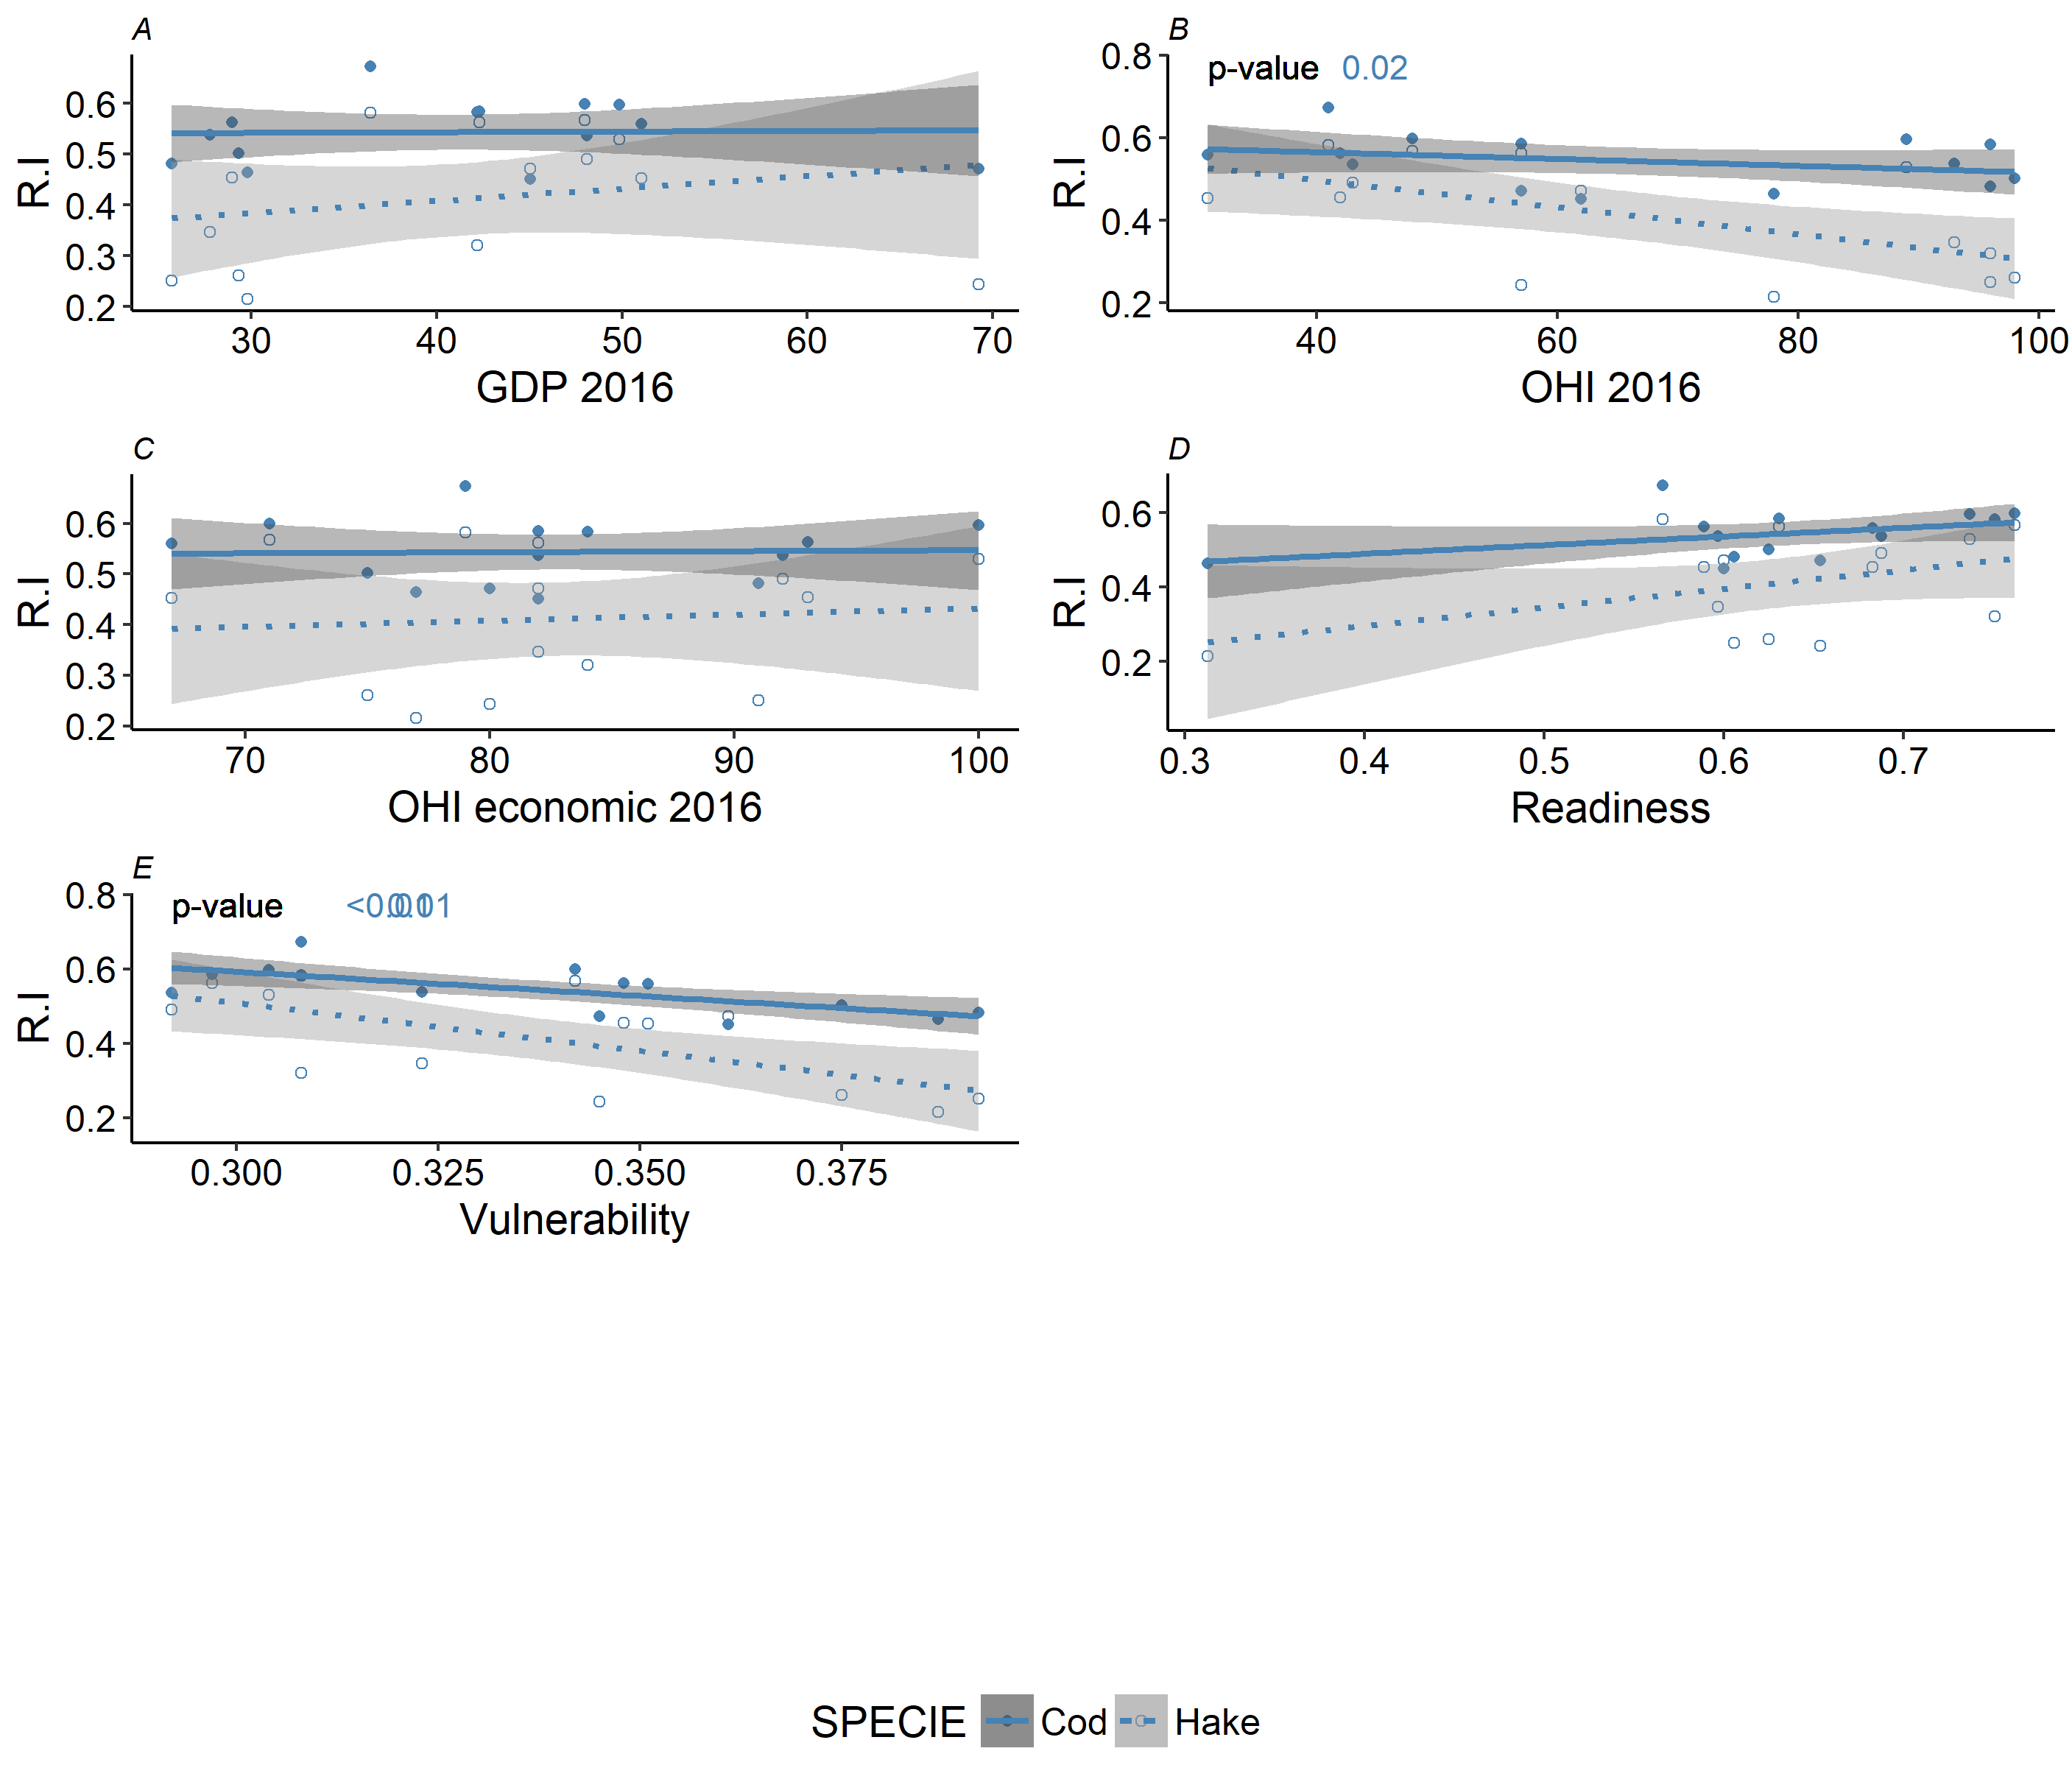 A
0.6
0.5
0.4
0.3
0.2
R.I
30 40 50 60 70
GDP 2016
B
p-value 0.02
0.8
0.6
0.4
0.2
R.I
40 60 80 100
OHI 2016
C
0.6
0.5
0.4
0.3
0.2
R.I
70 80 90 100
OHI economic 2016
D
0.6
0.4
0.2
R.I
0.3 0.4 0.5 0.6 0.7
Readiness
E
p-value <0.01 0.01
0.8
0.6
0.4
0.2
R.I
0.300 0.325 0.350 0.375
Vulnerability
SPECIE Cod Hake